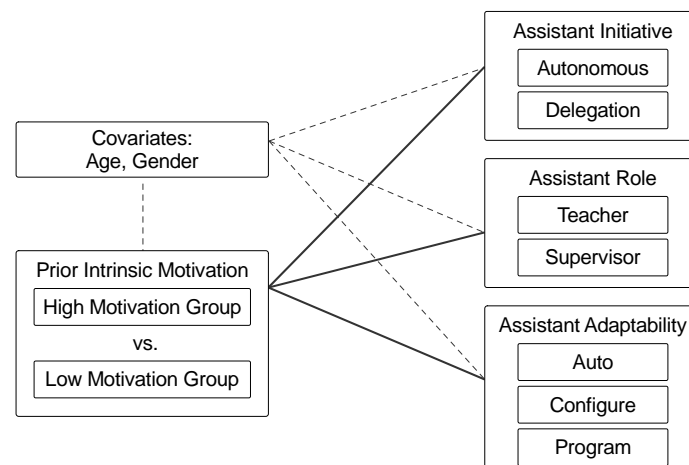 Covariates:
Age, Gender
Prior Intrinsic Motivation
High Motivation Group
vs.
Low Motivation Group
Assistant Initiative
Autonomous
Delegation
Assistant Role
Teacher
Supervisor
Assistant Adaptability
Auto
Configure
Program